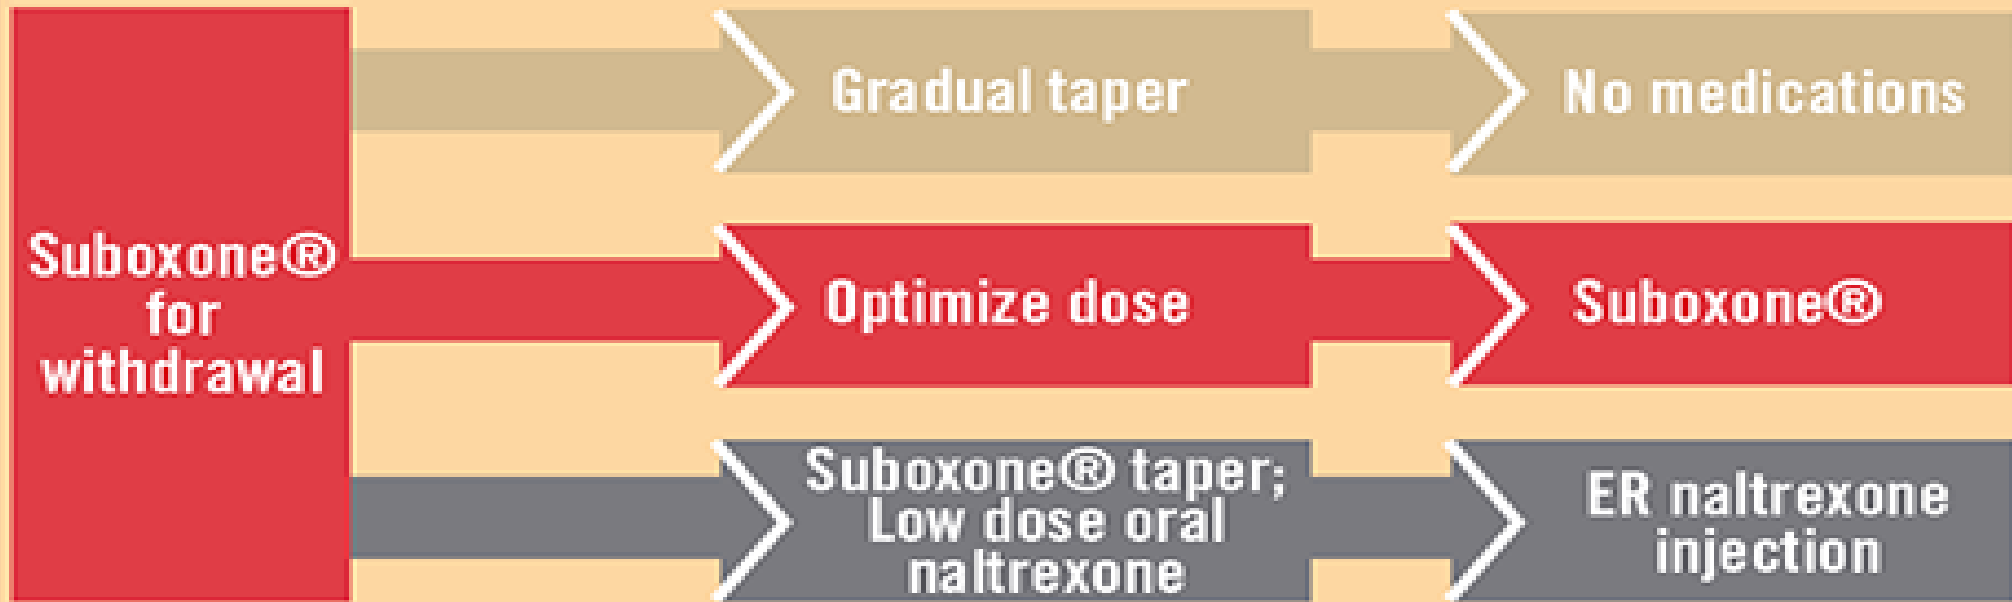 Suboxone®
for
withdrawal
Gradual taper
No medications
Optimize dose
Suboxone®
Suboxone® taper;
Low dose oral
naltrexone
ER naltrexone
injection